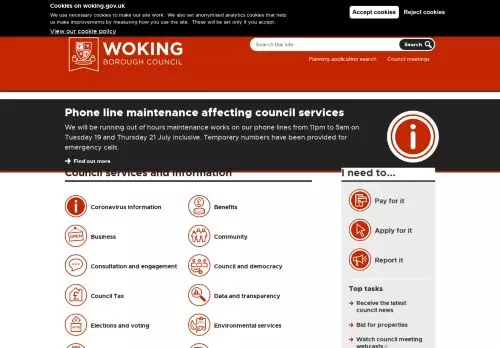 Cookies on woking.gov.uk
We use necessary cookies to make our site work. We also set anonymised analytics cookies that help
us make improvements by measuring how you use the site. These will be set only if you accept.
View our cookie policy
Accept cookies
Reject cookies
WOKING
BOROUGH COUNCIL
Search this site ...
Search
Planning application search
Council meetings
Phone line maintenance affecting council services
We will be running out of hours maintenance works on our phone lines from 11pm to 5am on
Tuesday 19 and Thursday 21 July inclusive. Temporary numbers have been provided for
emergency calls.
Find out more
Council services and information
Coronavirus information
Benefits
Business
Community
Consultation and engagement
Council and democracy
Council Tax
Data and transparency
Elections and voting
Environmental services
I need to...
Pay for it
Apply for it
Report it
Top tasks
Receive the latest
council news
Bid for properties
Watch council meeting
webcasts